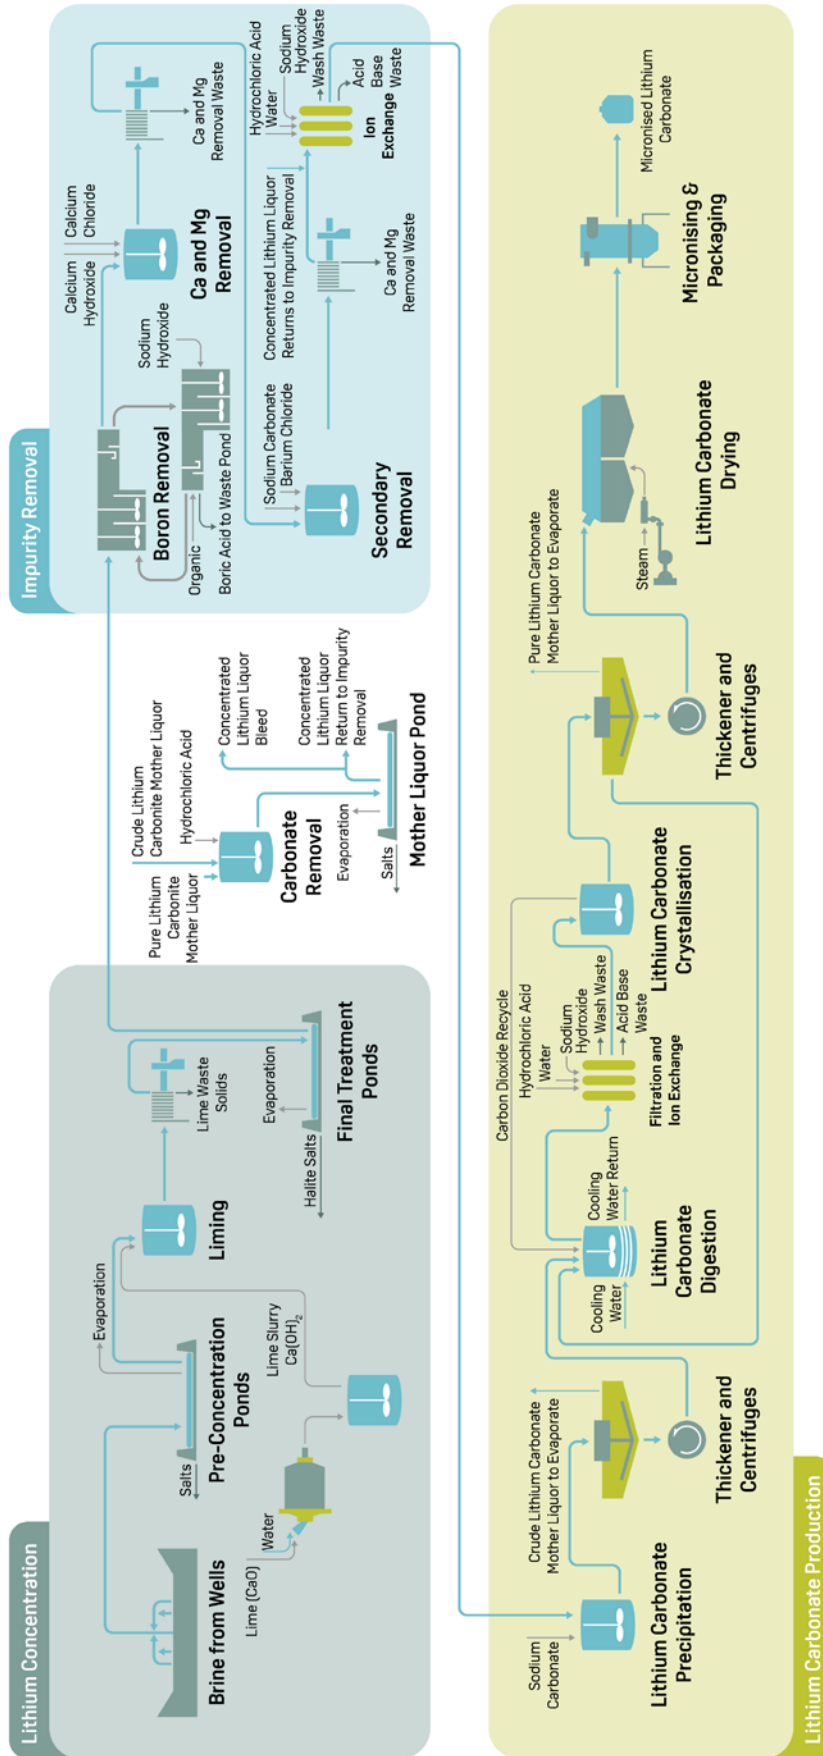 Lithium Concentration
Brine from Wells
Salts
Evaporation
Pre-Concentration
Ponds
Lime (CaO)
Water
Lime Slurry
Ca(OH)₂
Liming
Lime Waste
Solids
Evaporation
Halite Salts
Final Treatment
Ponds
Crude Lithium
Carbonite Mother Liquor
Pure Lithium
Carbonite
Mother Liquor
Hydrochloric Acid
Carbonate
Removal
Concentrated
Lithium Liquor
Bleed
Concentrated
Lithium Liquor
Return to Impurity
Removal
Evaporation
Salts
Mother Liquor Pond
Impurity Removal
Boron Removal
Sodium
Hydroxide
Organic
Boric Acid to Waste Pond
Calcium
Hydroxide
Calcium
Chloride
Ca and Mg
Removal
Ca and Mg
Removal Waste
Sodium Carbonate
Barium Chloride
Secondary
Removal
Concentrated Lithium Liquor
Returns to Impurity Removal
Ca and Mg
Removal Waste
Hydrochloric Acid
Water
Sodium
Hydroxide
Wash Waste
Acid
Base
Waste
Ion
Exchange
Lithium Carbonate Production
Sodium
Carbonate
Lithium Carbonate
Precipitation
Crude Lithium Carbonate
Mother Liquor to Evaporate
Thickener and
Centrifuges
Cooling
Water
Cooling
Water Return
Lithium
Carbonate
Digestion
Carbon Dioxide Recycle
Hydrochloric Acid
Water
Sodium
Hydroxide
Wash Waste
Acid Base
Waste
Filtration and
Ion Exchange
Lithium Carbonate
Crystallisation
Pure Lithium Carbonate
Mother Liquor to Evaporate
Thickener and
Centrifuges
Steam
Lithium Carbonate
Drying
Micronising &
Packaging
Micronised Lithium
Carbonate